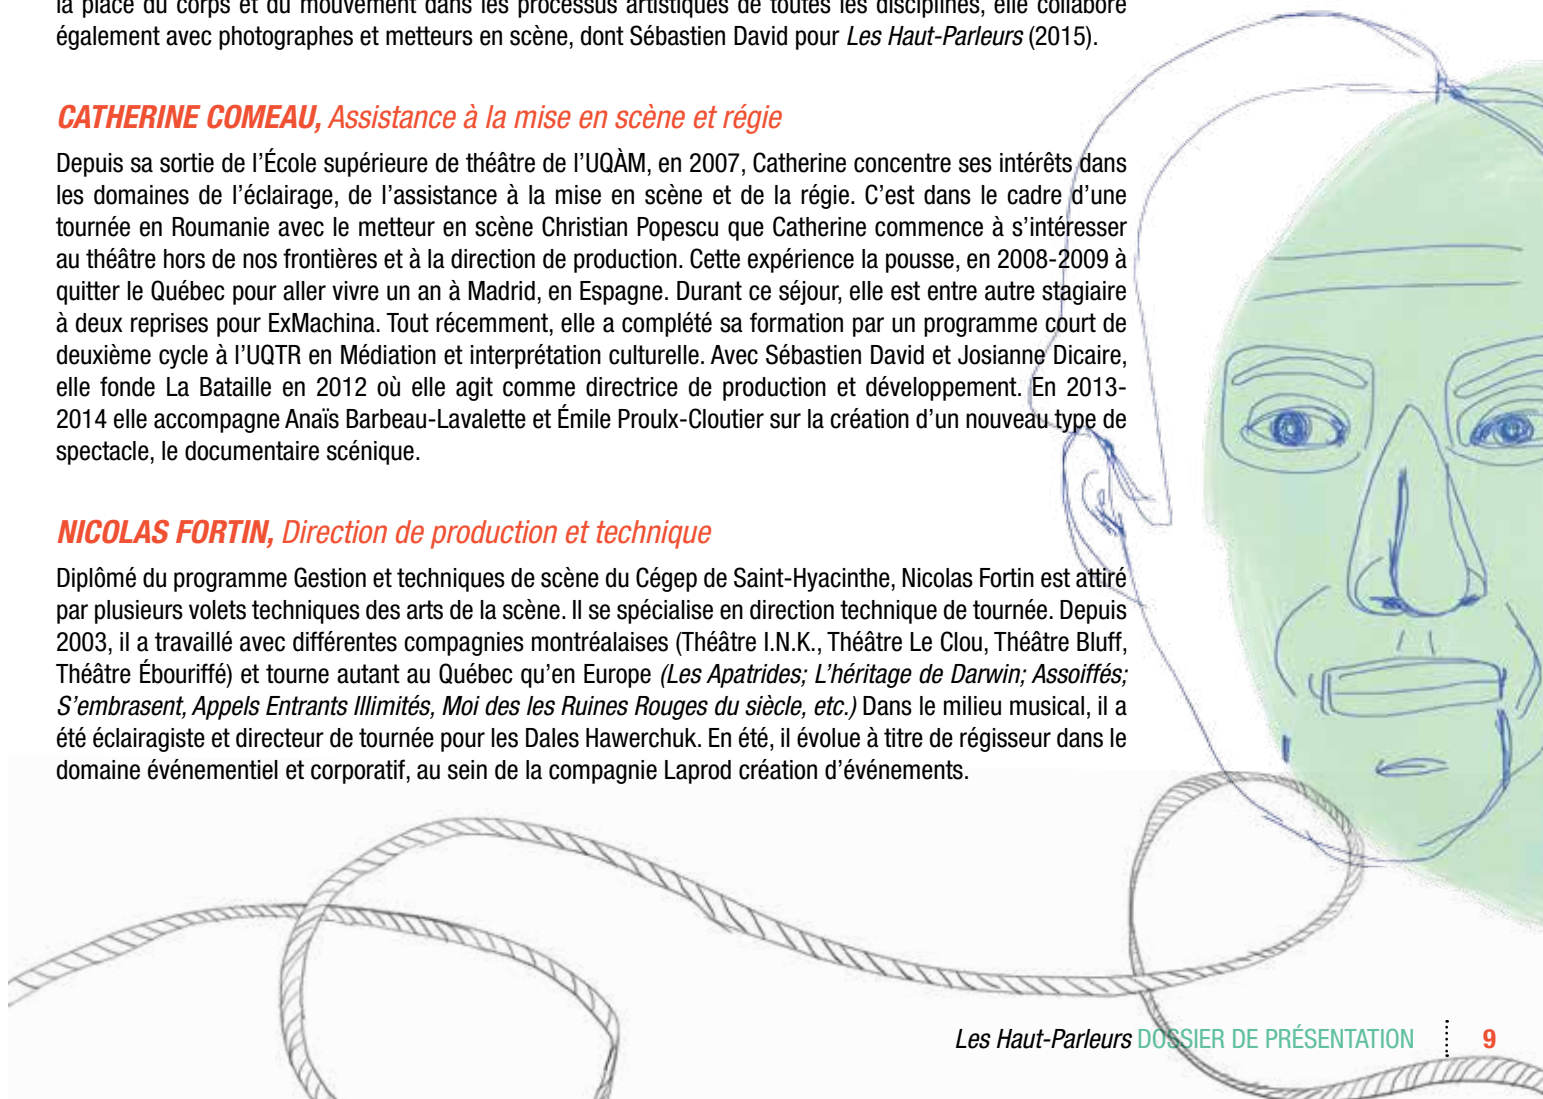 la place du corps et du mouvement dans les processus artistiques de toutes les disciplines, elle collabore
également avec photographes et metteurs en scène, dont Sébastien David pour Les Haut-Parleurs (2015).
CATHERINE COMEAU, Assistance à la mise en scène et régie
Depuis sa sortie de l'École supérieure de théâtre de l'UQÀM, en 2007, Catherine concentre ses intérêts dans
les domaines de l'éclairage, de l'assistance à la mise en scène et de la régie. C'est dans le cadre d'une
tournée en Roumanie avec le metteur en scène Christian Popescu que Catherine commence à s'intéresser
au théâtre hors de nos frontières et à la direction de production. Cette expérience la pousse, en 2008-2009 à
quitter le Québec pour aller vivre un an à Madrid, en Espagne. Durant ce séjour, elle est entre autre stagiaire
à deux reprises pour ExMachina. Tout récemment, elle a complété sa formation par un programme court de
deuxième cycle à l'UQTR en Médiation et interprétation culturelle. Avec Sébastien David et Josianne Dicaire,
elle fonde La Bataille en 2012 où elle agit comme directrice de production et développement. En 2013-
2014 elle accompagne Anaïs Barbeau-Lavalette et Émile Proulx-Cloutier sur la création d'un nouveau type de
spectacle, le documentaire scénique.
NICOLAS FORTIN, Direction de production et technique
Diplômé du programme Gestion et techniques de scène du Cégep de Saint-Hyacinthe, Nicolas Fortin est attiré
par plusieurs volets techniques des arts de la scène. Il se spécialise en direction technique de tournée. Depuis
2003, il a travaillé avec différentes compagnies montréalaises (Théâtre I.N.K., Théâtre Le Clou, Théâtre Bluff,
Théâtre Ébouriffé) et tourne autant au Québec qu'en Europe (Les Apatrides; L'héritage de Darwin; Assoiffés;
S'embrasent, Appels Entrants Illimités, Moi des les Ruines Rouges du siècle, etc.) Dans le milieu musical, il a
été éclairagiste et directeur de tournée pour les Dales Hawerchuk. En été, il évolue à titre de régisseur dans le
domaine événementiel et corporatif, au sein de la compagnie Laprod création d'événements.
Les Haut-Parleurs DOSSIER DE PRÉSENTATION 9